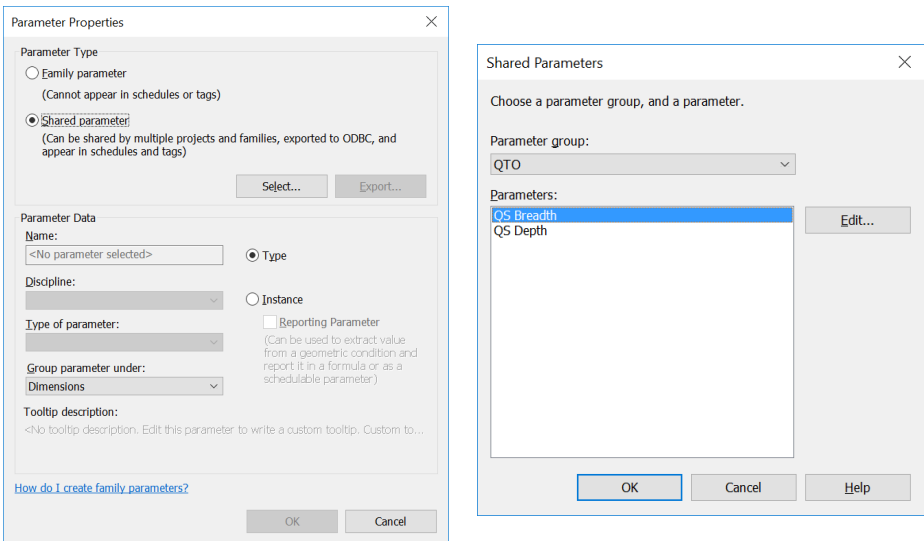 Parameter Properties
Parameter Type
Family parameter
(Cannot appear in schedules or tags)
Shared parameter
(Can be shared by multiple projects and families, exported to ODBC, and
appear in schedules and tags)
Select...
Export...
Parameter Data
Name:
<No parameter selected>
Type
Discipline:
Instance
Reporting Parameter
Type of parameter:
(Can be used to extract value
from a geometric condition and
report it in a formula or as a
schedulable parameter)
Group parameter under:
Dimensions
Tooltip description:
<No tooltip description. Edit this parameter to write a custom tooltip. Custom to...
How do I create family parameters?
OK
Cancel
Shared Parameters
Choose a parameter group, and a parameter.
Parameter group:
QTO
Parameters:
QS Breadth
QS Depth
Edit...
OK
Cancel
Help